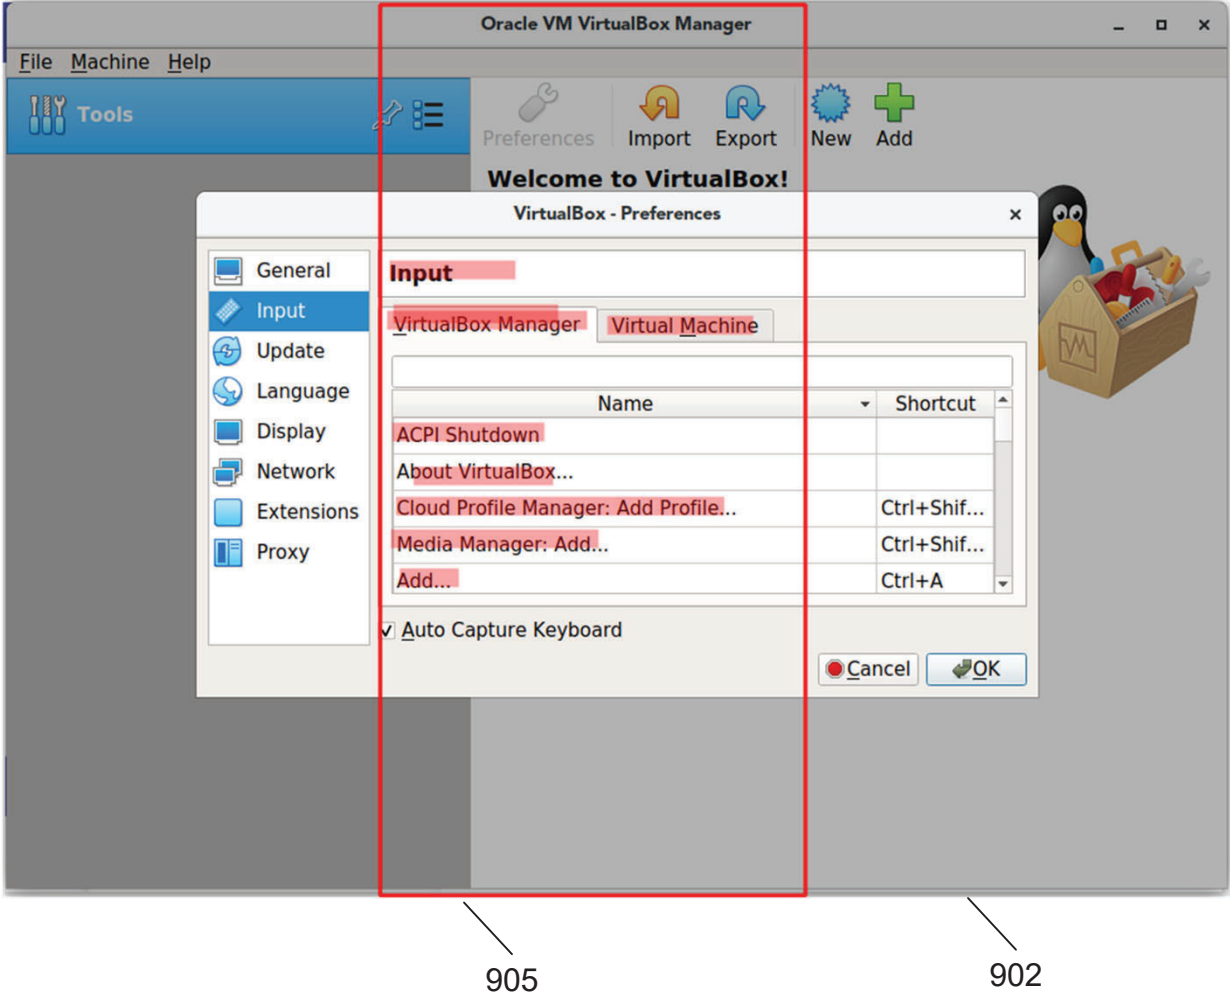 Oracle VM VirtualBox Manager
File Machine Help
Tools
Preferences Import Export New Add
Welcome to VirtualBox!
VirtualBox - Preferences
General
Input
Update
Language
Display
Network
Extensions
Proxy
Input
VirtualBox Manager Virtual Machine
Name Shortcut
ACPI Shutdown
About VirtualBox...
Cloud Profile Manager: Add Profile... Ctrl+Shif...
Media Manager: Add... Ctrl+Shif...
Add... Ctrl+A
Auto Capture Keyboard
Cancel OK
905
902